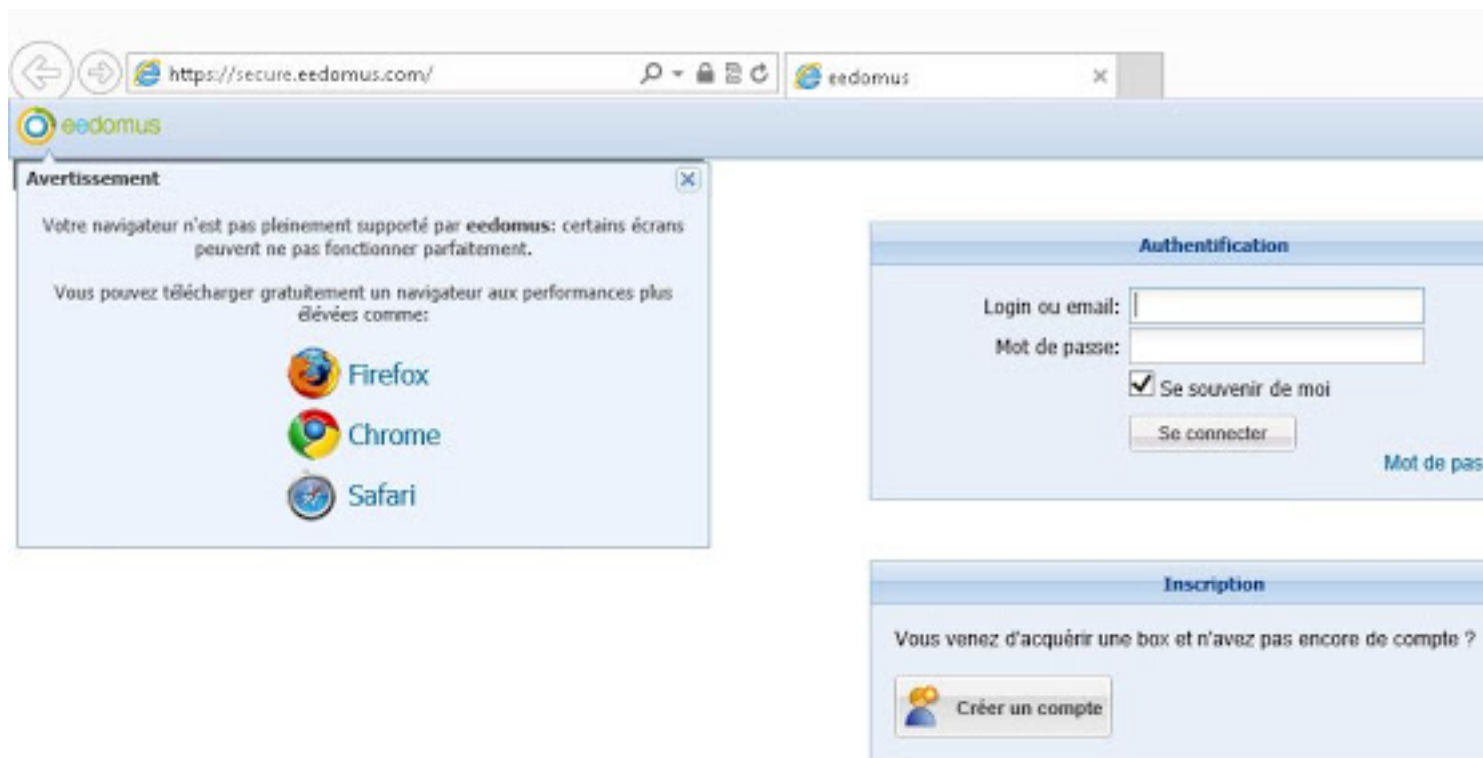 https://secure.eedomus.com/
eedomus
eedomus
Avertissement
Votre navigateur n'est pas pleinement supporté par eedomus: certains écrans
peuvent ne pas fonctionner parfaitement.
Vous pouvez télécharger gratuitement un navigateur aux performances plus
élévées comme:
Firefox
Chrome
Safari
Authentification
Login ou email:
Mot de passe:
Se souvenir de moi
Se connecter
Mot de pas
Inscription
Vous venez d'acquérir une box et n'avez pas encore de compte ?
Créer un compte